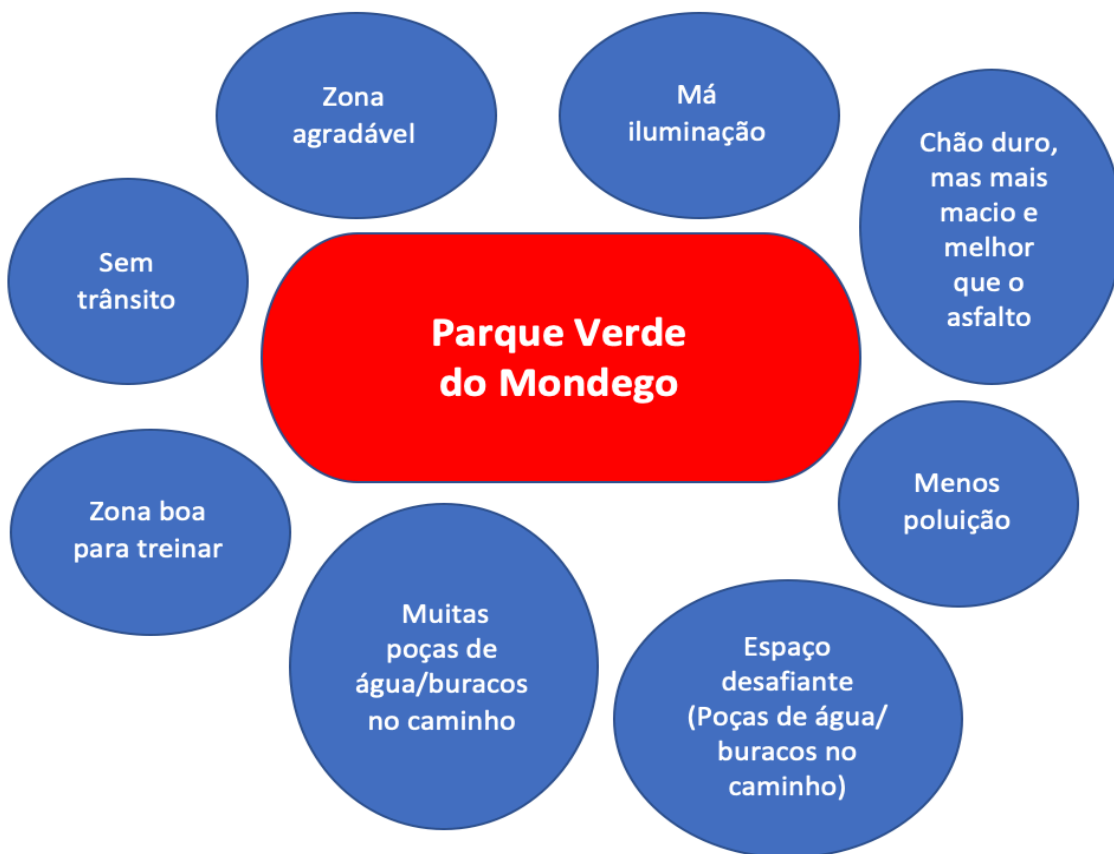 Zona
agradável
Má
iluminação
Chão duro,
mas mais
macio e
melhor
que o
asfalto
Sem
trânsito
Parque Verde
do Mondego
Menos
poluição
Zona boa
para treinar
Muitas
poças de
água/buracos
no caminho
Espaço
desafiante
(Poças de água/
buracos no
caminho)